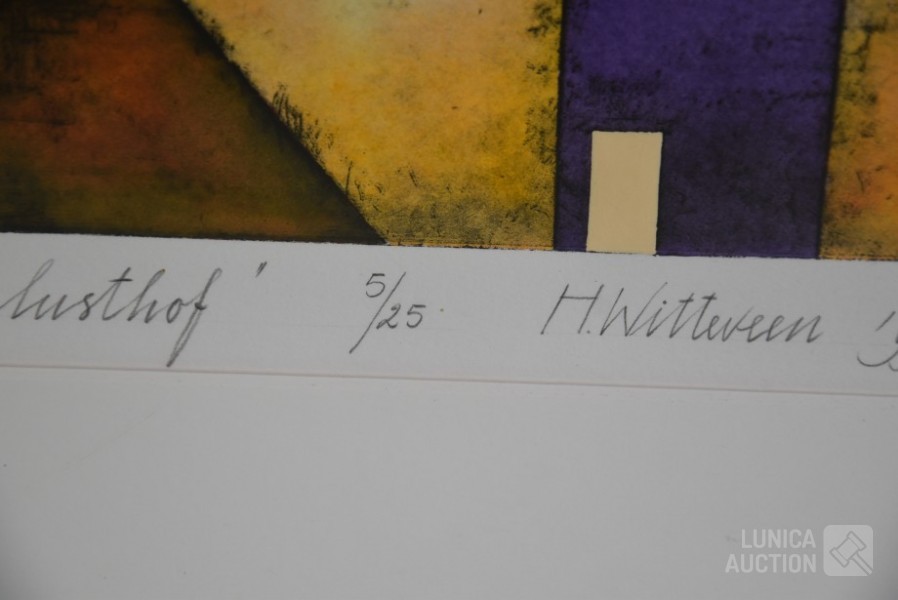 lusthof" 5/25 H. Witteveen '
LUNICA
AUCTION